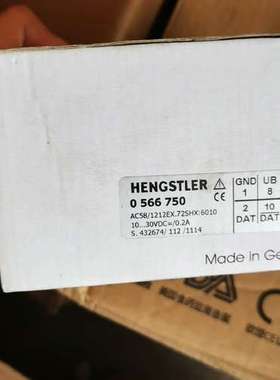 HENGSTLER
0 566 750
AC58/1212EX.72SHX:6010
10...30VDC=/0.2A
S. 432674/ 112 /1114
GND UB
1 8
2 10
DAT DAT
Made in Ge